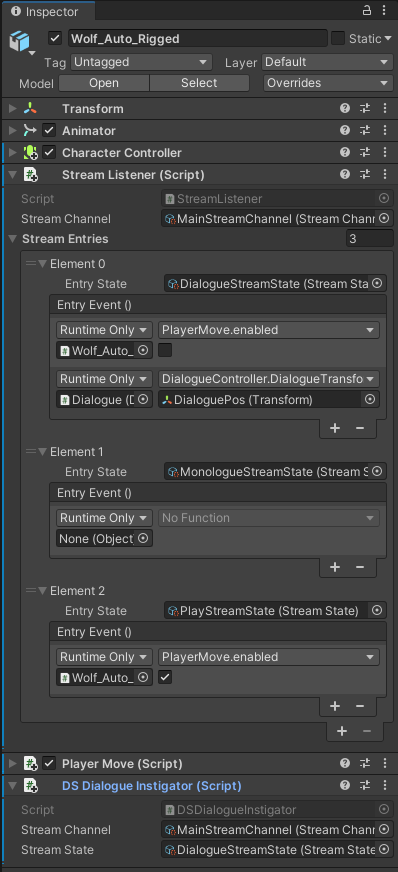 Inspector
Wolf_Auto_Rigged
Static
Tag Untagged Layer Default
Model Open Select Overrides
Transform
Animator
Character Controller
Stream Listener (Script)
Script StreamListener
Stream Channel MainStreamChannel (Stream Chann
Stream Entries 3
Element 0
Entry State DialogueStreamState (Stream Sta
Entry Event ()
Runtime Only PlayerMove.enabled
Wolf_Auto_
Runtime Only DialogueController.DialogueTransfo
Dialogue (D DialoguePos (Transform)
+ −
Element 1
Entry State MonologueStreamState (Stream S
Entry Event ()
Runtime Only No Function
None (Object
+ −
Element 2
Entry State PlayStreamState (Stream State)
Entry Event ()
Runtime Only PlayerMove.enabled
Wolf_Auto_
+ −
+ −
Player Move (Script)
DS Dialogue Instigator (Script)
Script DSDialogueInstigator
Stream Channel MainStreamChannel (Stream Chann
Stream State DialogueStreamState (Stream State